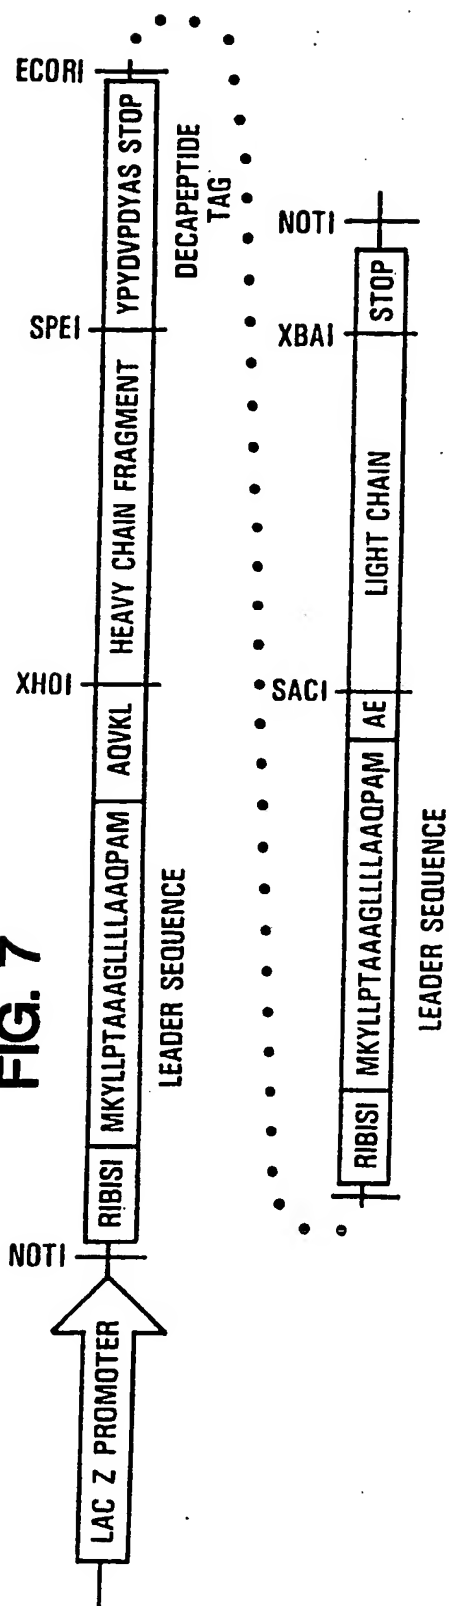 FIG. 7
LAC Z PROMOTER
NOTI
RIBISI
MKYLLPTAAAGLLLLAAQPAM
LEADER SEQUENCE
AQVKL
XHOI
HEAVY CHAIN FRAGMENT
SPEI
YPYDVPDYAS STOP
DECAPEPTIDE
TAG
ECORI
RIBISI
MKYLLPTAAAGLLLLAAQPAM
LEADER SEQUENCE
AE
SACI
LIGHT CHAIN
XBAI
STOP
NOTI